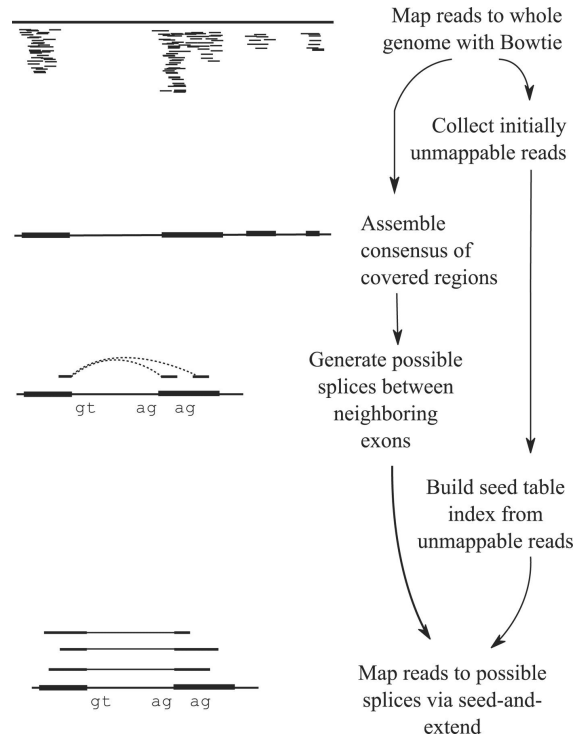 Map reads to whole
genome with Bowtie
Collect initially
unmappable reads
Assemble
consensus of
covered regions
Generate possible
splices between
neighboring
exons
gt ag ag
Build seed table
index from
unmappable reads
Map reads to possible
splices via seed-and-
extend
gt ag ag